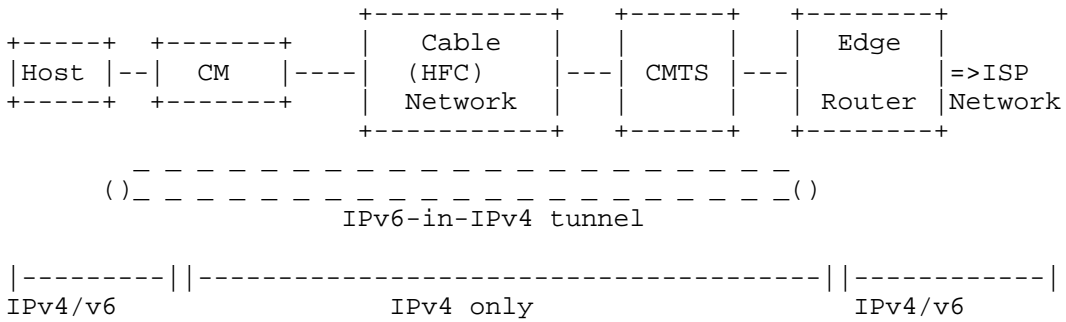 +-----------+   +------+   +--------+
+-----+  +-------+    |   Cable   |   |      |   |  Edge  |
|Host |--|  CM   |----|  (HFC)    |---| CMTS |---|        |=>ISP
+-----+  +-------+    |  Network  |   |      |   | Router |Network
                      +-----------+   +------+   +--------+
        _ _ _ _ _ _ _ _ _ _ _ _ _ _ _ _ _ _ _ _ _
      ()_ _ _ _ _ _ _ _ _ _ _ _ _ _ _ _ _ _ _ _ _()
                     IPv6-in-IPv4 tunnel
|---------||---------------------------------------||------------|
IPv4/v6                 IPv4 only                    IPv4/v6